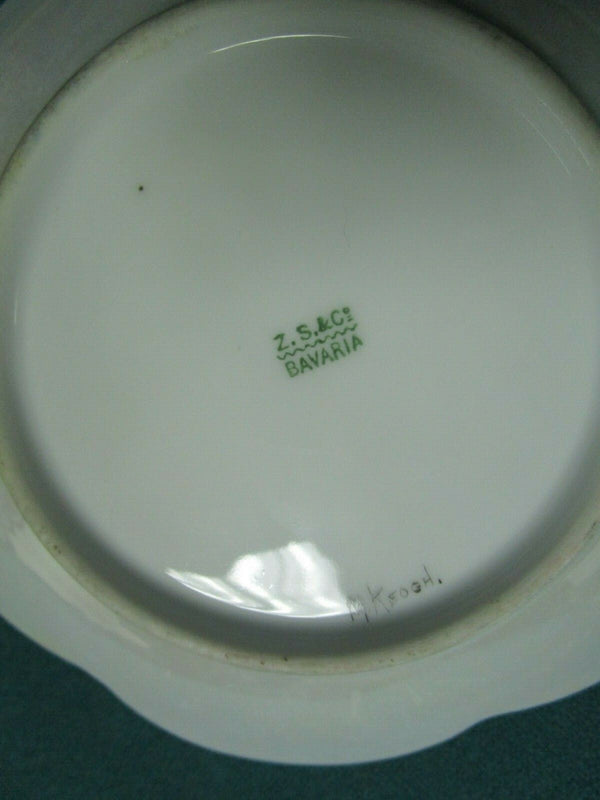 Z. S. & Cº
BAVARIA
M KEOGH.